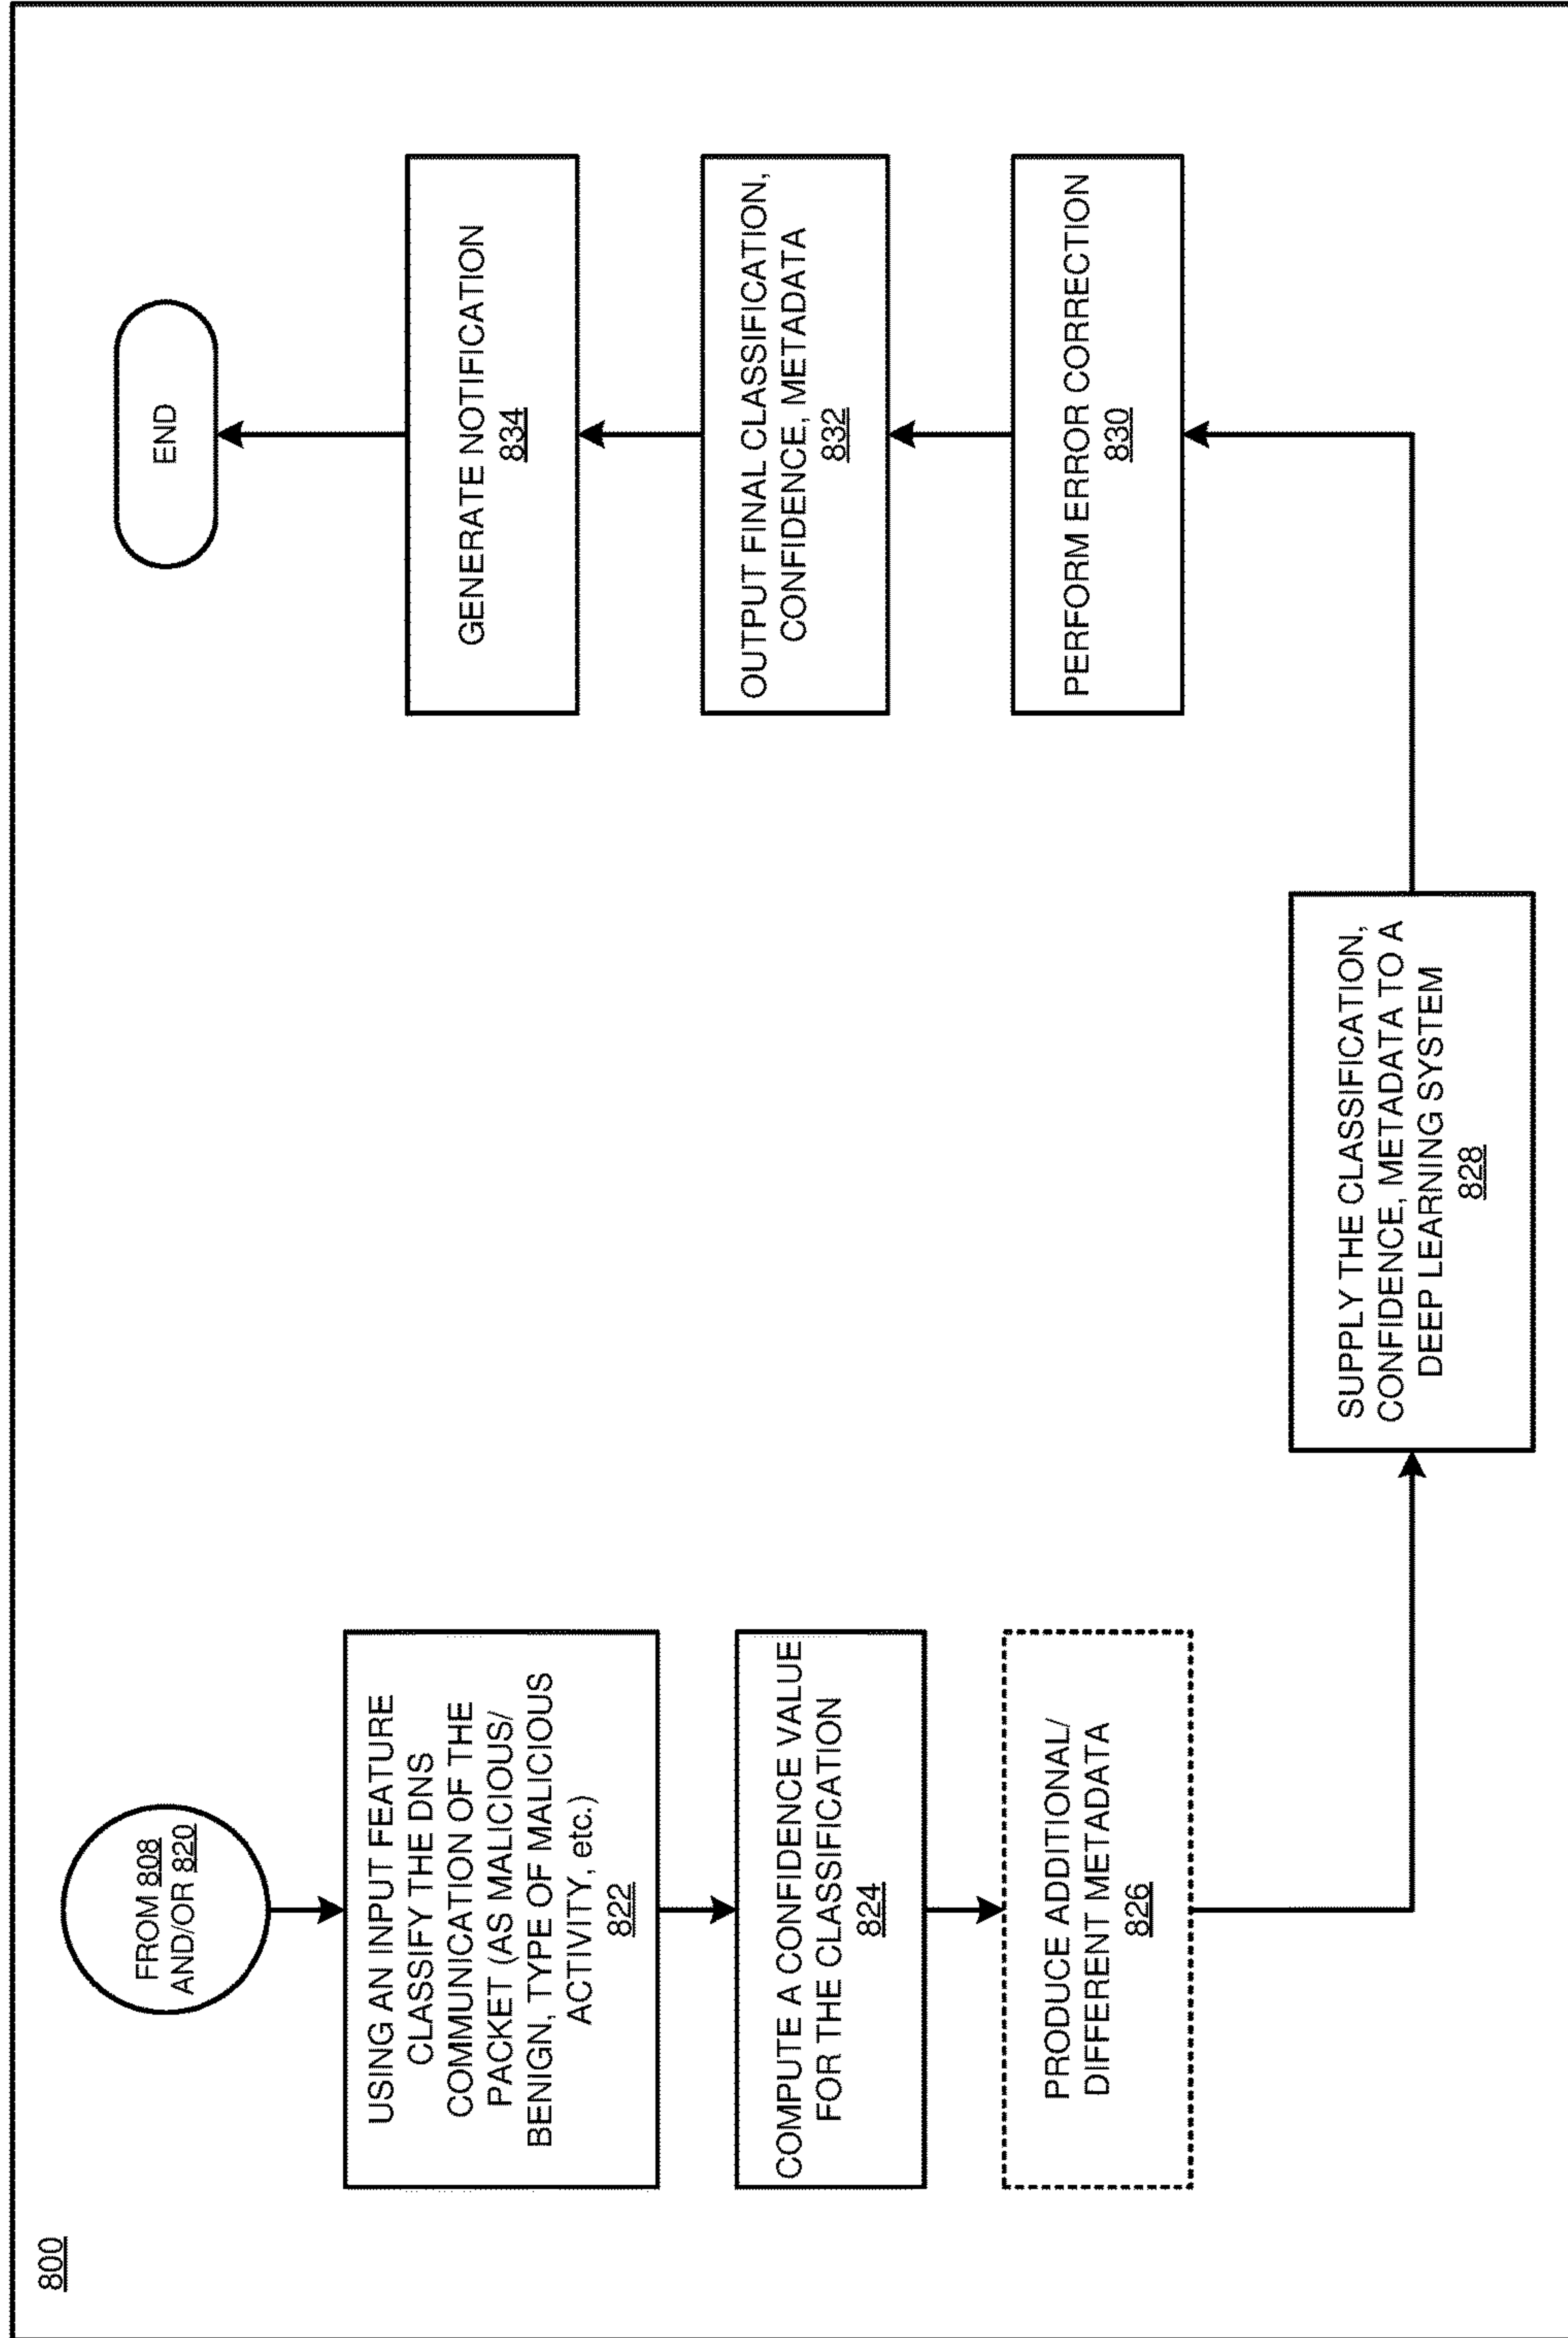 800
FROM 808
AND/OR 820
USING AN INPUT FEATURE
CLASSIFY THE DNS
COMMUNICATION OF THE
PACKET (AS MALICIOUS/
BENIGN, TYPE OF MALICIOUS
ACTIVITY, etc.)
822
COMPUTE A CONFIDENCE VALUE
FOR THE CLASSIFICATION
824
PRODUCE ADDITIONAL/
DIFFERENT METADATA
826
SUPPLY THE CLASSIFICATION,
CONFIDENCE, METADATA TO A
DEEP LEARNING SYSTEM
828
PERFORM ERROR CORRECTION
830
OUTPUT FINAL CLASSIFICATION,
CONFIDENCE, METADATA
832
GENERATE NOTIFICATION
834
END